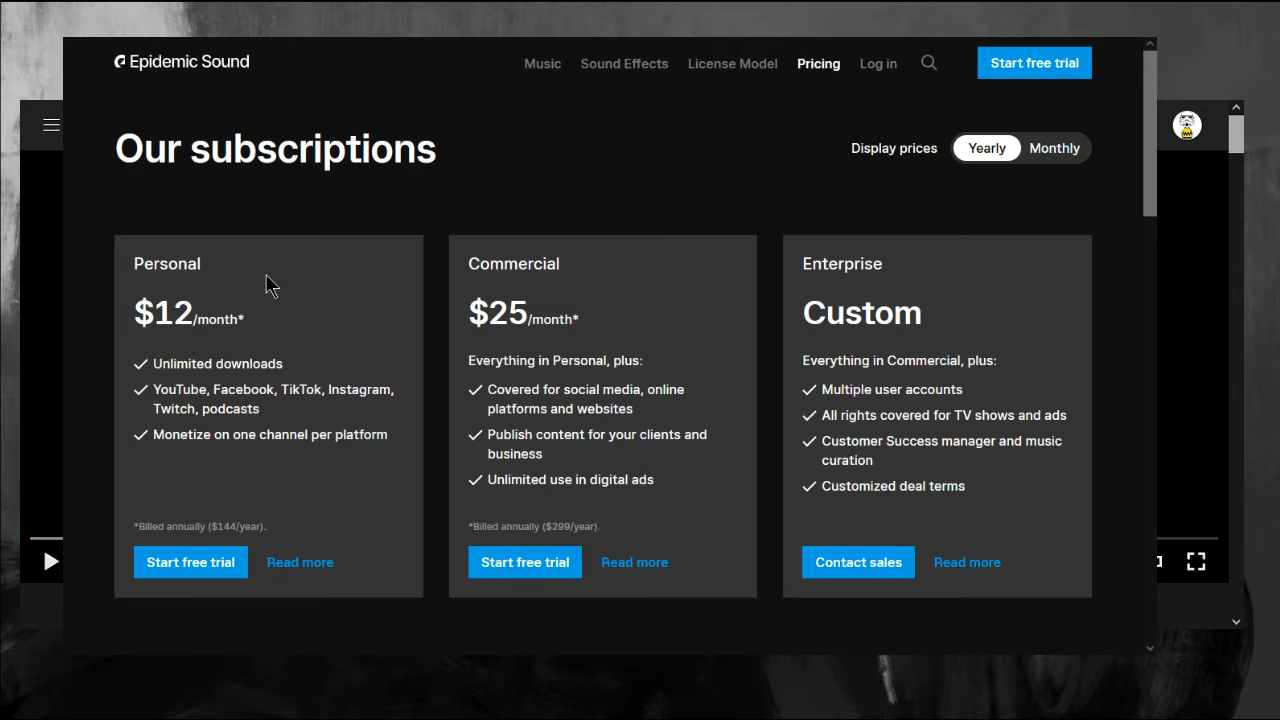 Epidemic Sound
Music Sound Effects License Model Pricing Log in Start free trial
Our subscriptions
Display prices Yearly Monthly
Personal
$12/month*
Unlimited downloads
YouTube, Facebook, TikTok, Instagram,
Twitch, podcasts
Monetize on one channel per platform
*Billed annually ($144/year).
Start free trial Read more
Commercial
$25/month*
Everything in Personal, plus:
Covered for social media, online
platforms and websites
Publish content for your clients and
business
Unlimited use in digital ads
*Billed annually ($299/year).
Start free trial Read more
Enterprise
Custom
Everything in Commercial, plus:
Multiple user accounts
All rights covered for TV shows and ads
Customer Success manager and music
curation
Customized deal terms
Contact sales Read more